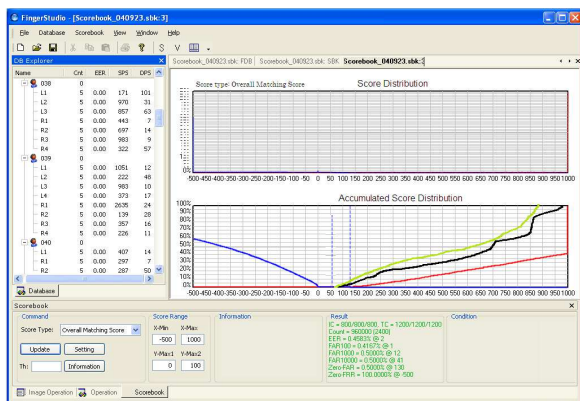 FingerStudio - [Scorebook_040923.sbk:3]
File Database Scorebook View Window Help
S V
DB Explorer
Scorebook_040923.sbk: FDB Scorebook_040923.sbk: SBK Scorebook_040923.sbk:3
Name Cnt EER SPS DPS
038 0
L1 5 0.00 171 101
L2 5 0.00 970 31
L3 5 0.00 857 63
R1 5 0.00 443 7
R2 5 0.00 697 14
R3 5 0.00 983 9
R4 5 0.00 322 57
039 0
L1 5 0.00 1051 12
L2 5 0.00 222 48
L3 5 0.00 983 10
L4 5 0.00 373 17
R1 5 0.00 2635 24
R2 5 0.00 139 28
R3 5 0.00 357 16
R4 5 0.00 226 11
040 0
L1 5 0.00 407 14
R1 5 0.00 297 7
R2 5 0.00 287 50
Database
Score type: Overall Matching Score
Score Distribution
0%
-500-450-400-350-300-250-200-150-100 -50 0 50 100 150 200 250 300 350 400 450 500 550 600 650 700 750 800 850 900 950 1000
Accumulated Score Distribution
100%
90%
80%
70%
60%
50%
40%
30%
20%
10%
0%
-500-450-400-350-300-250-200-150-100 -50 0 50 100 150 200 250 300 350 400 450 500 550 600 650 700 750 800 850 900 950 1000
Scorebook
Command
Score Type: Overall Matching Score
Update Setting
Th: Information
Score Range
X-Min X-Max
-500 1000
Y-Max1 Y-Max2
0 100
Information
Result
IC = 800/800/800, TC = 1200/1200/1200
Count = 960000 (2400)
EER = 0.4583% @ 2
FAR100 = 0.4167% @ 1
FAR1000 = 0.5000% @ 12
FAR10000 = 0.5000% @ 41
Zero FAR = 0.5000% @ 130
Zero FRR = 100.0000% @ -500
Condition
Image Operation Operation Scorebook